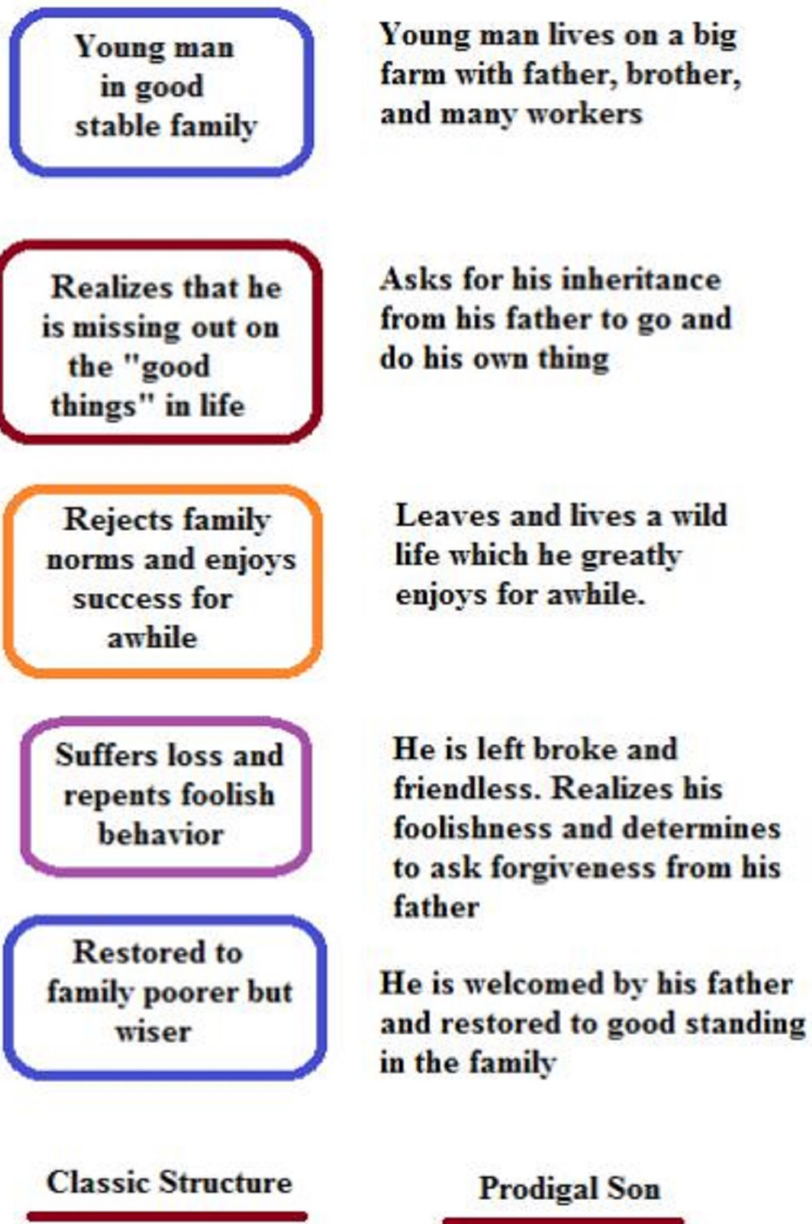 Young man
in good
stable family
Young man lives on a big
farm with father, brother,
and many workers
Realizes that he
is missing out on
the "good
things" in life
Asks for his inheritance
from his father to go and
do his own thing
Rejects family
norms and enjoys
success for
awhile
Leaves and lives a wild
life which he greatly
enjoys for awhile.
Suffers loss and
repents foolish
behavior
He is left broke and
friendless. Realizes his
foolishness and determines
to ask forgiveness from his
father
Restored to
family poorer but
wiser
He is welcomed by his father
and restored to good standing
in the family
Classic Structure
Prodigal Son